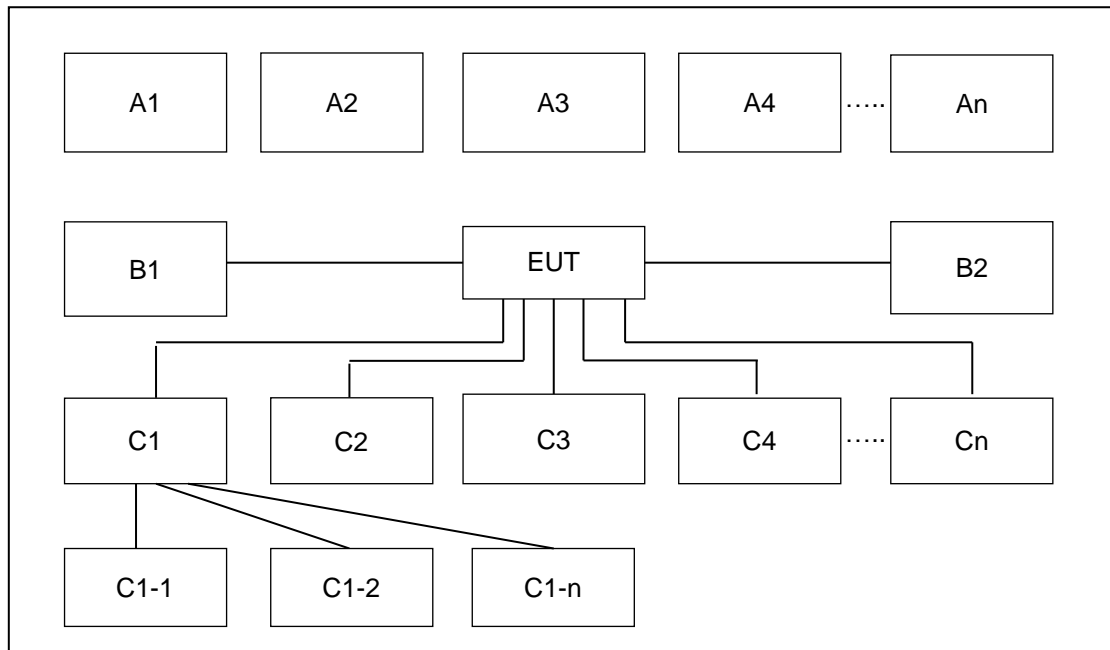 A1 A2 A3 A4 ..... An
B1 EUT B2
C1 C2 C3 C4 ..... Cn
C1-1 C1-2 C1-n